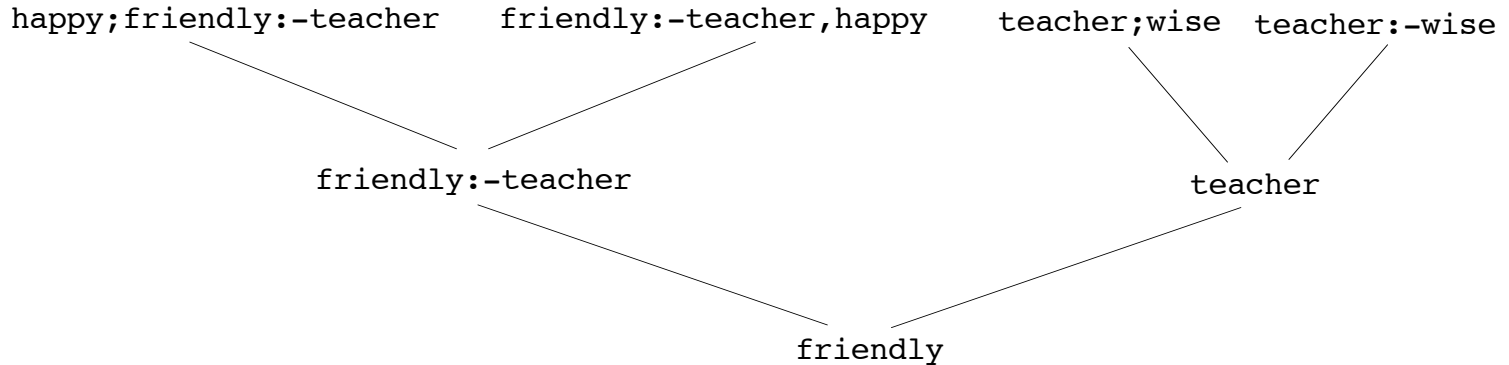 happy;friendly:-teacher
friendly:-teacher,happy
teacher;wise
teacher:-wise
friendly:-teacher
teacher
friendly